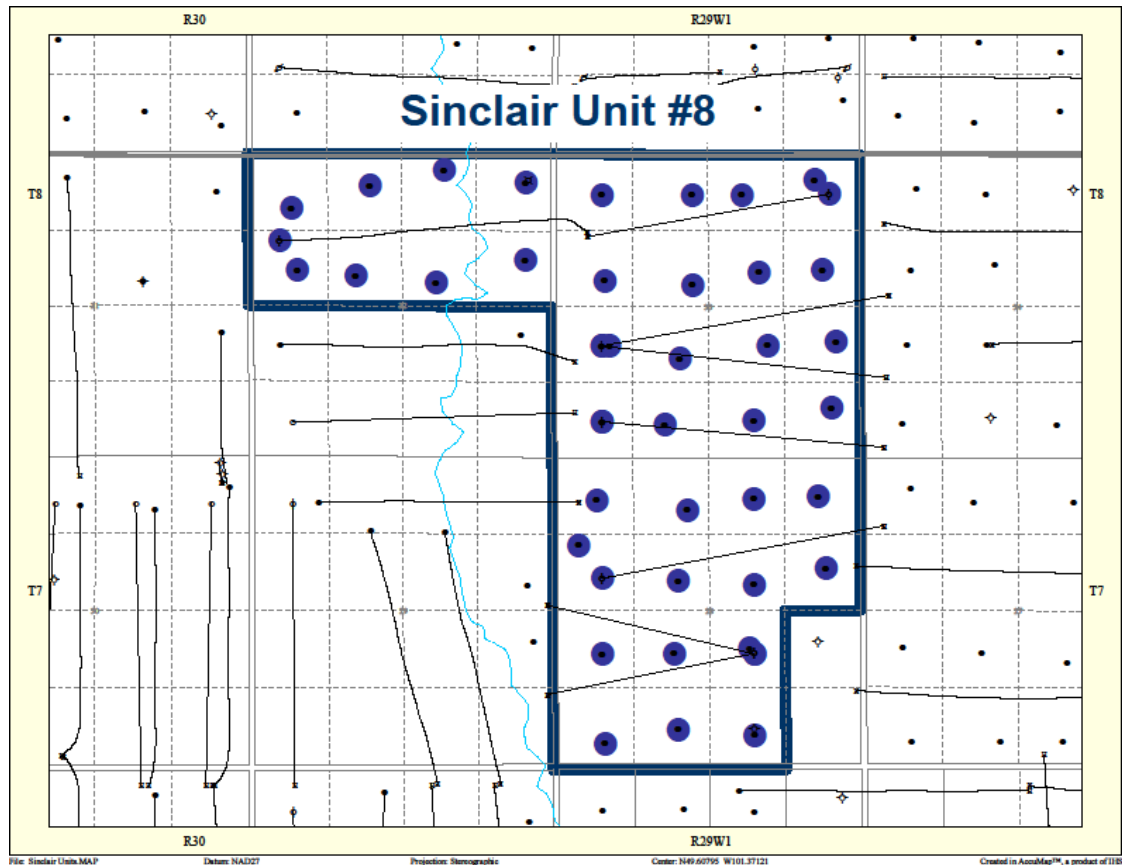 R30 R29W1
Sinclair Unit #8
T8 T8
T7 T7
R30 R29W1
File: Sinclair Units.MAP Datum: NAD27 Projection: Stereographic Center: N49.60795 W101.37121 Created in AccuMap™, a product of IHS